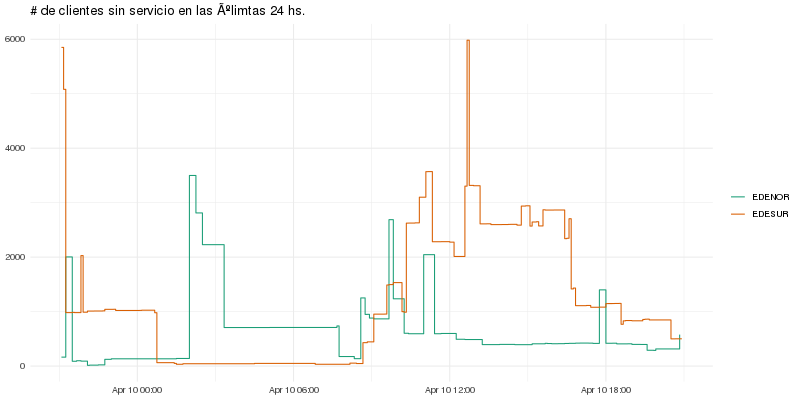 # de clientes sin servicio en las Ãºlimtas 24 hs.
6000
4000
2000
0
Apr 10 00:00
Apr 10 06:00
Apr 10 12:00
Apr 10 18:00
EDENOR
EDESUR